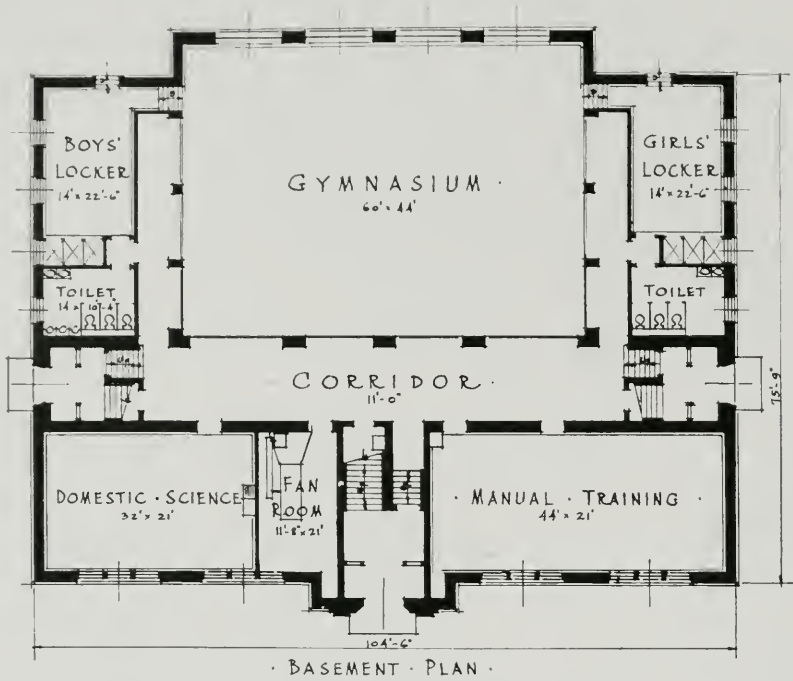 BOYS'
LOCKER
14' x 22'-6"
GYMNASIUM ·
60' x 44'
GIRLS'
LOCKER
14' x 22'-6"
TOILET
14' x 10'-4"
TOILET
CORRIDOR ·
11'-0"
75'-9"
DOMESTIC · SCIENCE
32' x 21'
FAN
ROOM
11'-8" x 21'
· MANUAL · TRAINING ·
44' x 21'
104'-6"
· BASEMENT · PLAN ·